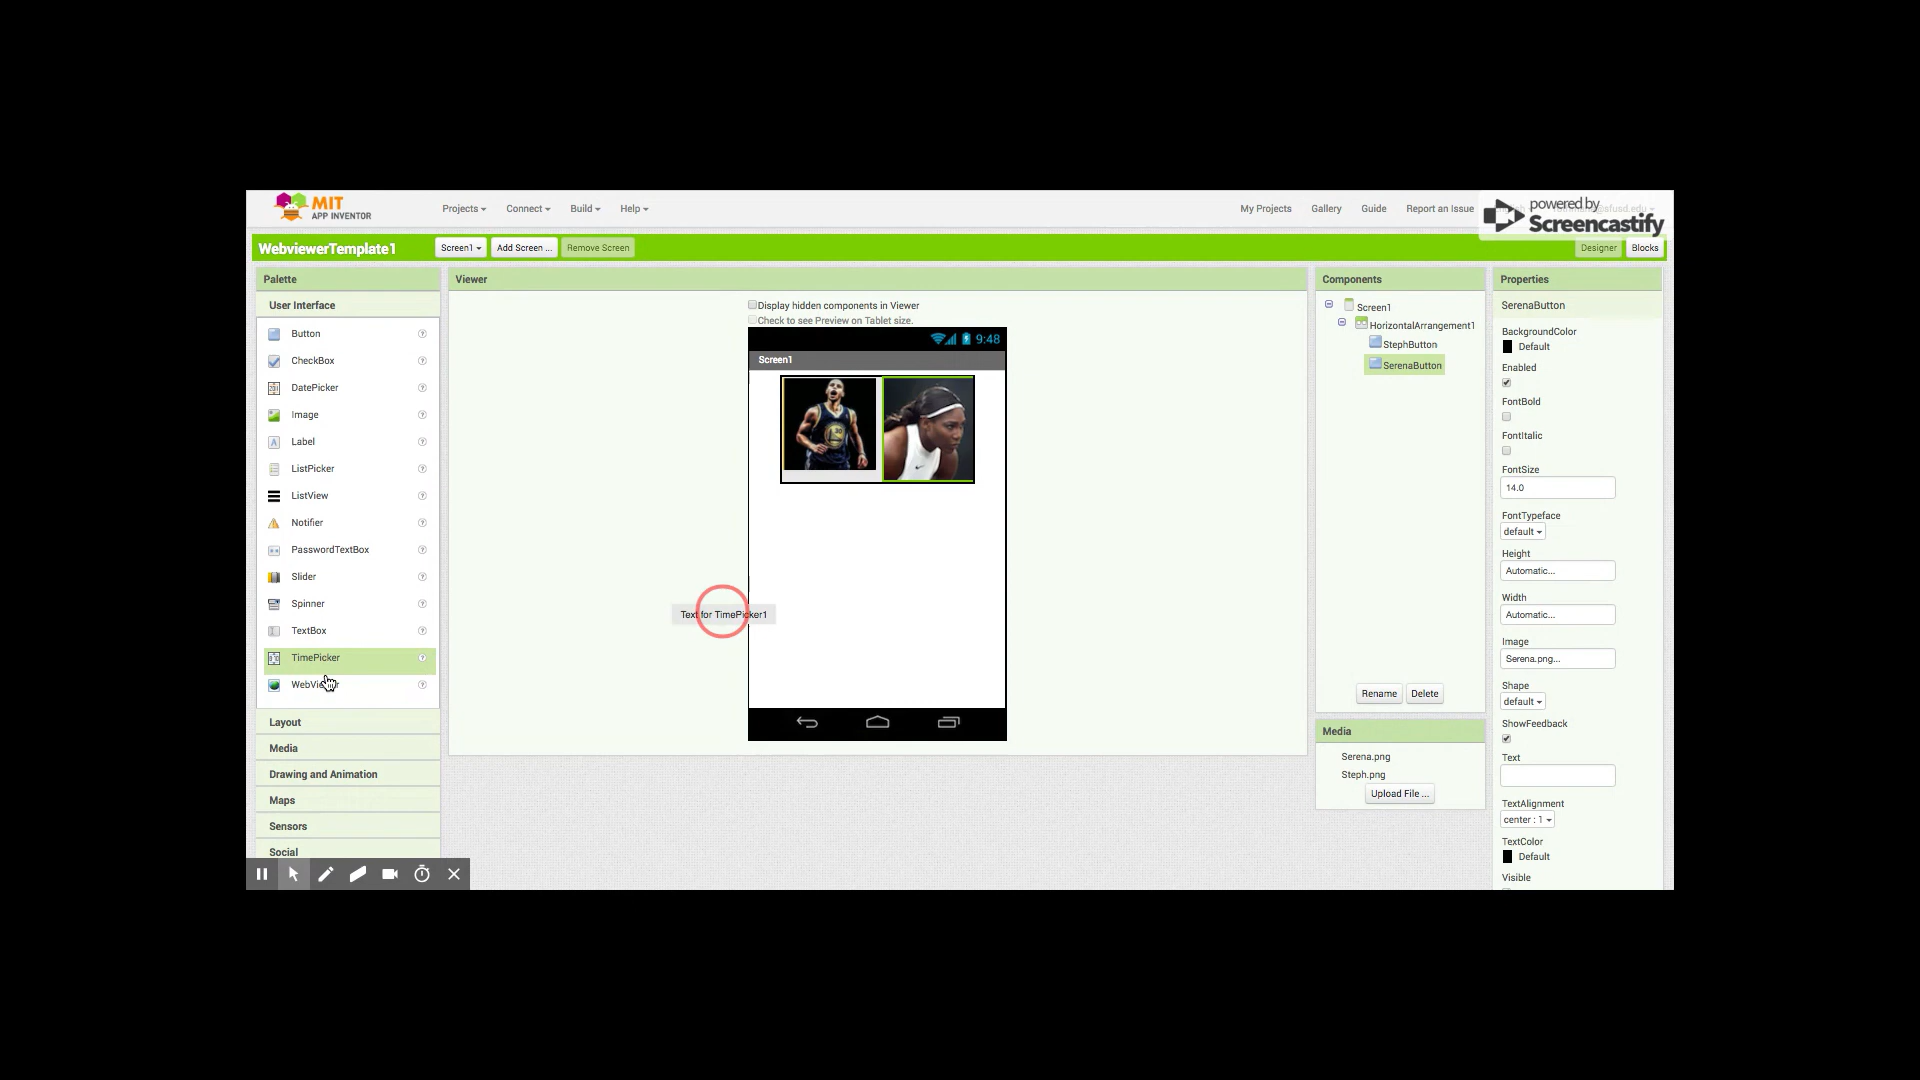 MIT
APP INVENTOR
Projects
Connect
Build
Help
My Projects
Gallery
Guide
Report an Issue
powered by
Screencastify
WebviewerTemplate1
Screen1
Add Screen ...
Remove Screen
Designer
Blocks
Palette
User Interface
Button
CheckBox
DatePicker
Image
Label
ListPicker
ListView
Notifier
PasswordTextBox
Slider
Spinner
TextBox
TimePicker
Layout
Media
Drawing and Animation
Maps
Sensors
Social
Viewer
Display hidden components in Viewer
Check to see Preview on Tablet size.
9:48
Screen1
30
Text for TimePicker1
Components
Screen1
HorizontalArrangement1
StephButton
SerenaButton
Rename
Delete
Media
Serena.png
Steph.png
Upload File ...
Properties
SerenaButton
BackgroundColor
Default
Enabled
FontBold
FontItalic
FontSize
14.0
FontTypeface
default
Height
Automatic...
Width
Automatic...
Image
Serena.png...
Shape
default
ShowFeedback
Text
TextAlignment
center : 1
TextColor
Default
Visible